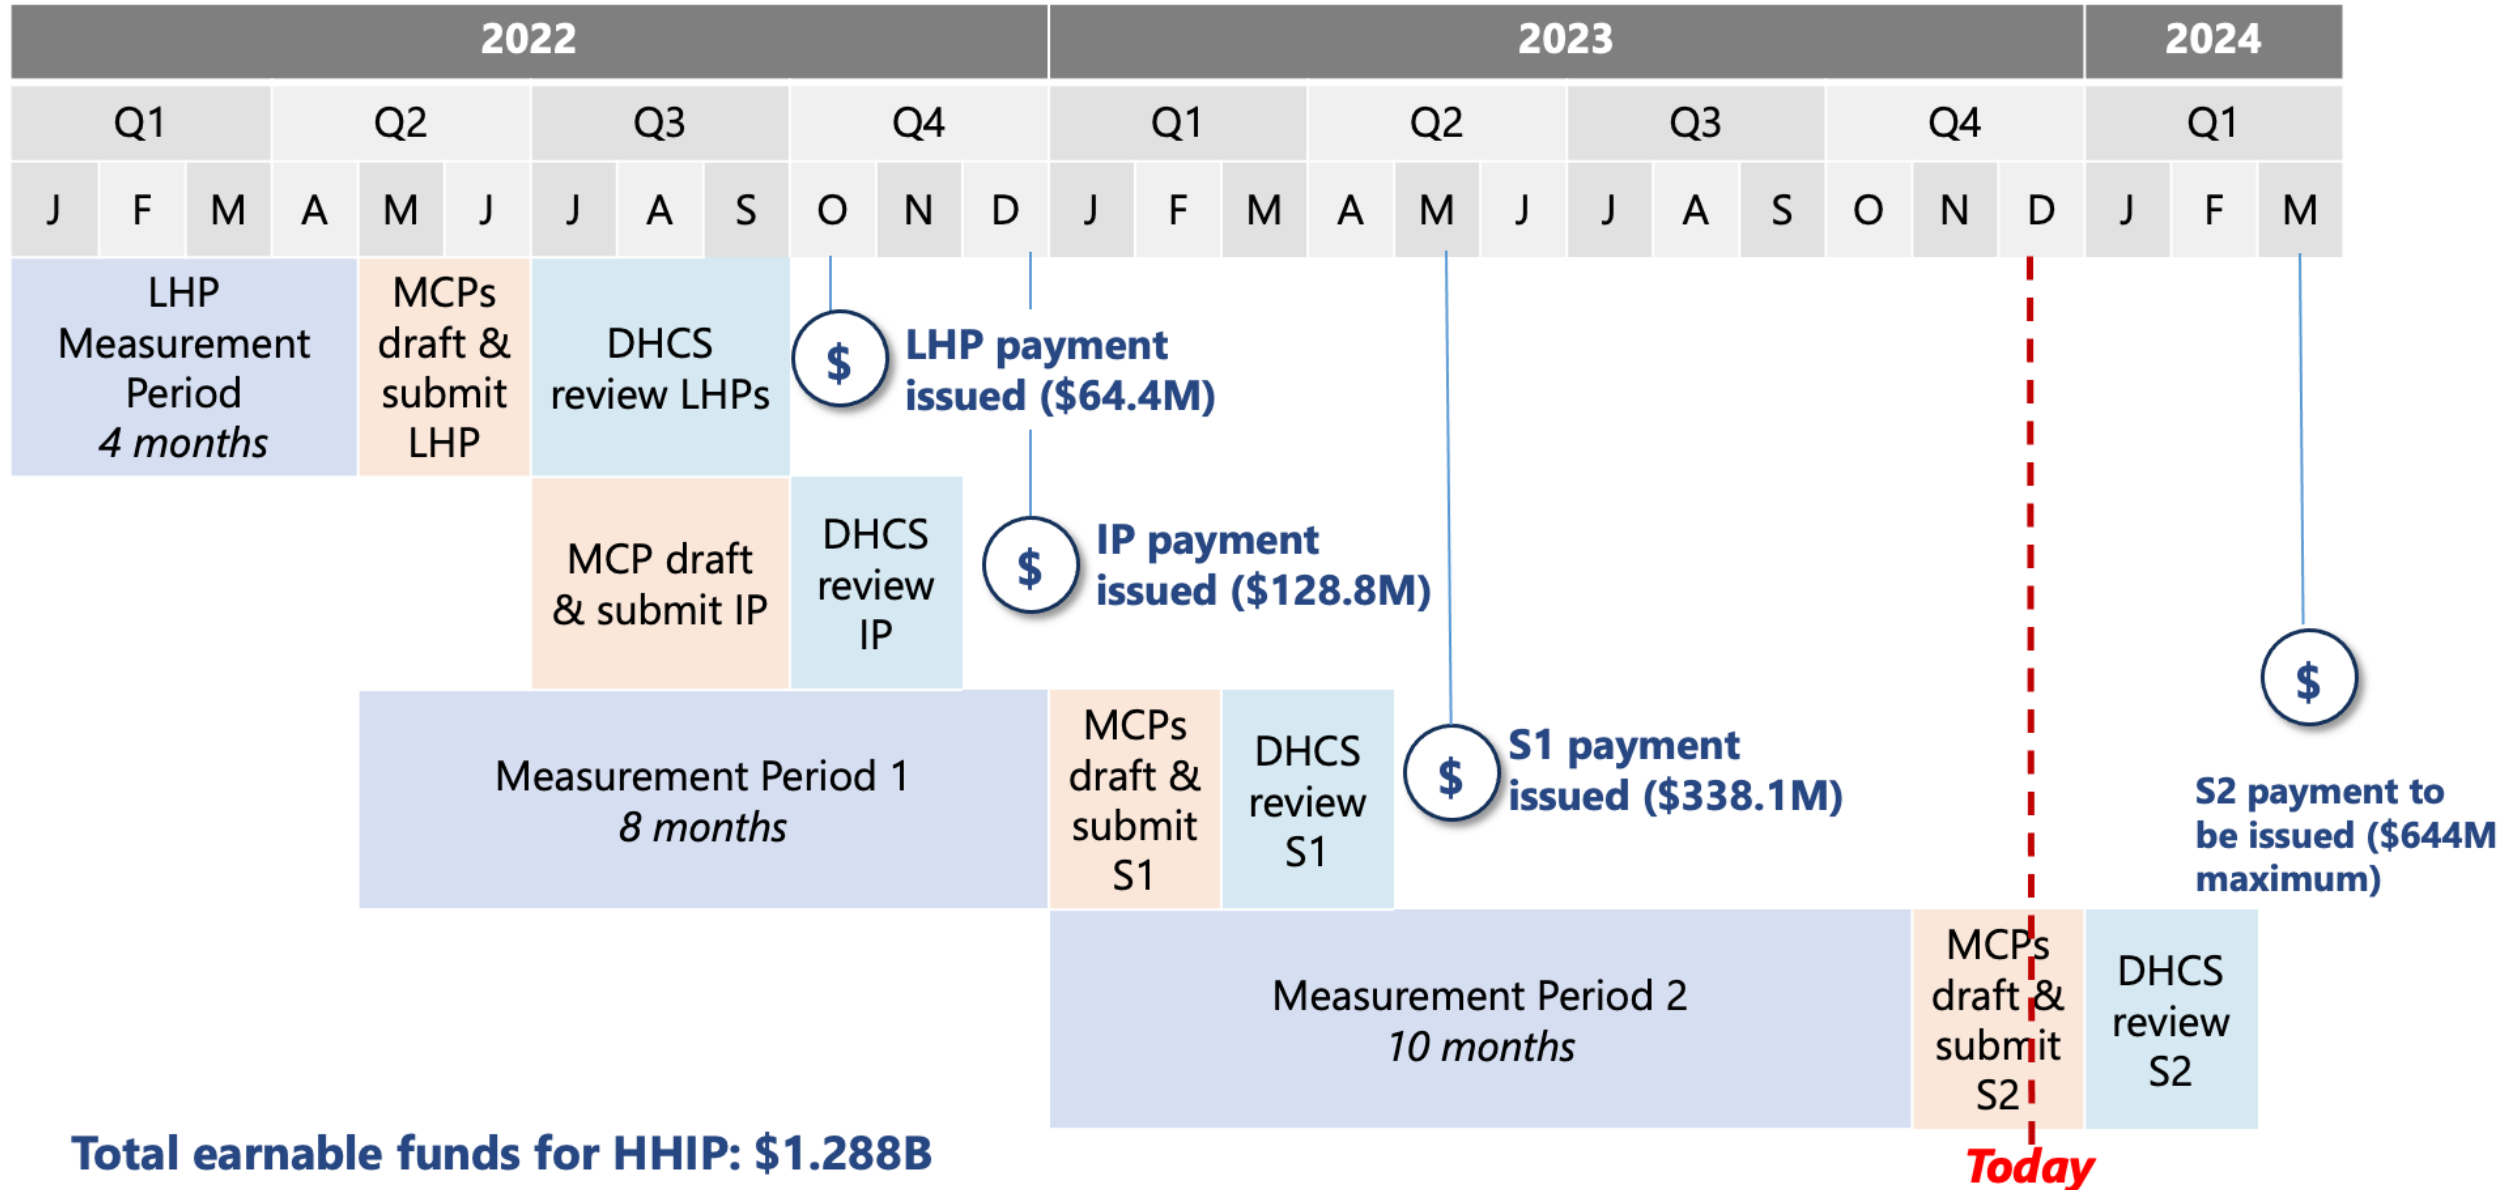 2022 2023 2024
Q1 Q2 Q3 Q4 Q1 Q2 Q3 Q4 Q1
J F M A M J J A S O N D J F M A M J J A S O N D J F M
LHP
Measurement
Period
4 months
MCPs
draft &
submit
LHP
DHCS
review LHPs
$
LHP payment
issued ($64.4M)
MCP draft
& submit IP
DHCS
review
IP
$
IP payment
issued ($128.8M)
Measurement Period 1
8 months
MCPs
draft &
submit
S1
DHCS
review
S1
$
S1 payment
issued ($338.1M)
$
S2 payment to
be issued ($644M
maximum)
Measurement Period 2
10 months
MCPs
draft &
submit
S2
DHCS
review
S2
Total earnable funds for HHIP: $1.288B
Today